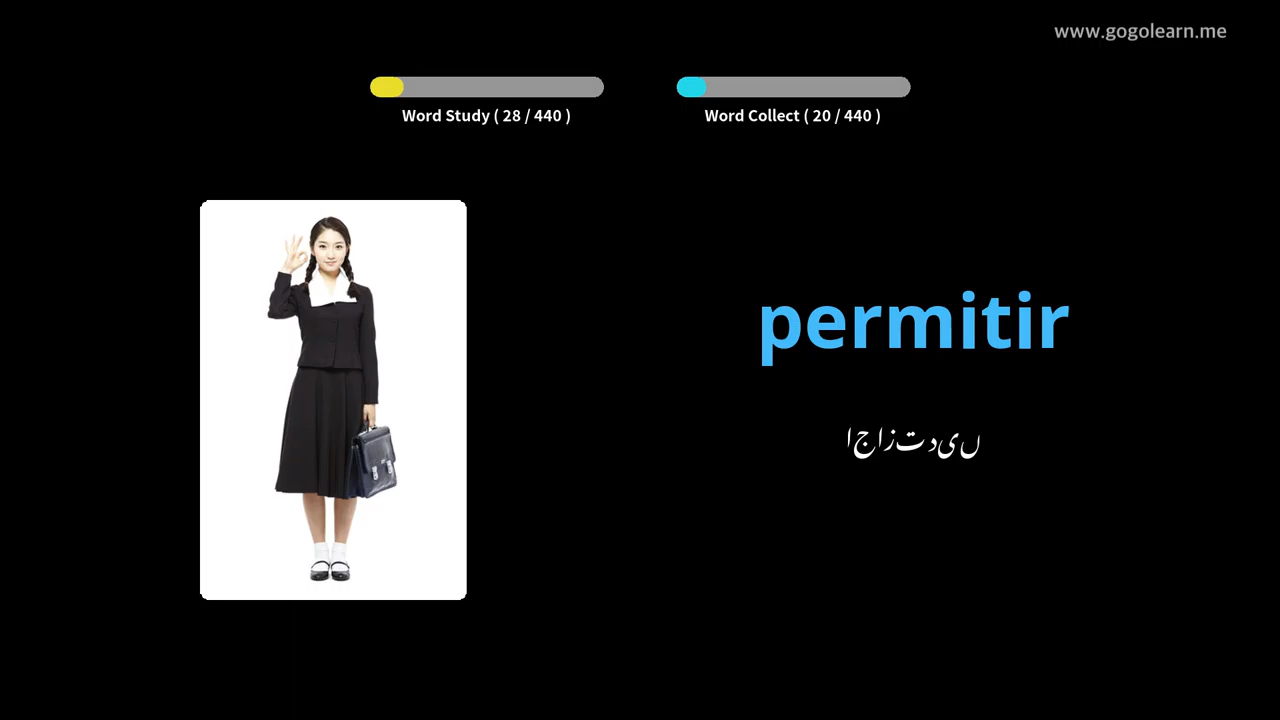 www.gogolearn.me
Word Study ( 28 / 440 )
Word Collect ( 20 / 440 )
permitir
اجازت دیں